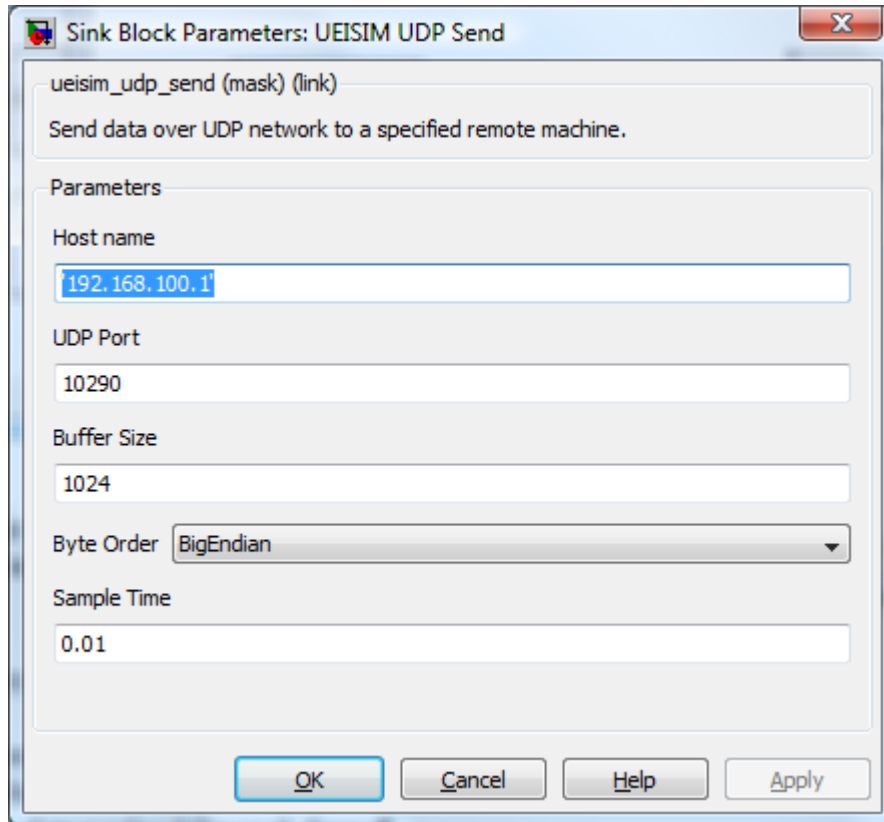 Sink Block Parameters: UEISIM UDP Send
ueisim_udp_send (mask) (link)
Send data over UDP network to a specified remote machine.
Parameters
Host name
'192.168.100.1'
UDP Port
10290
Buffer Size
1024
Byte Order BigEndian
Sample Time
0.01
OK Cancel Help Apply